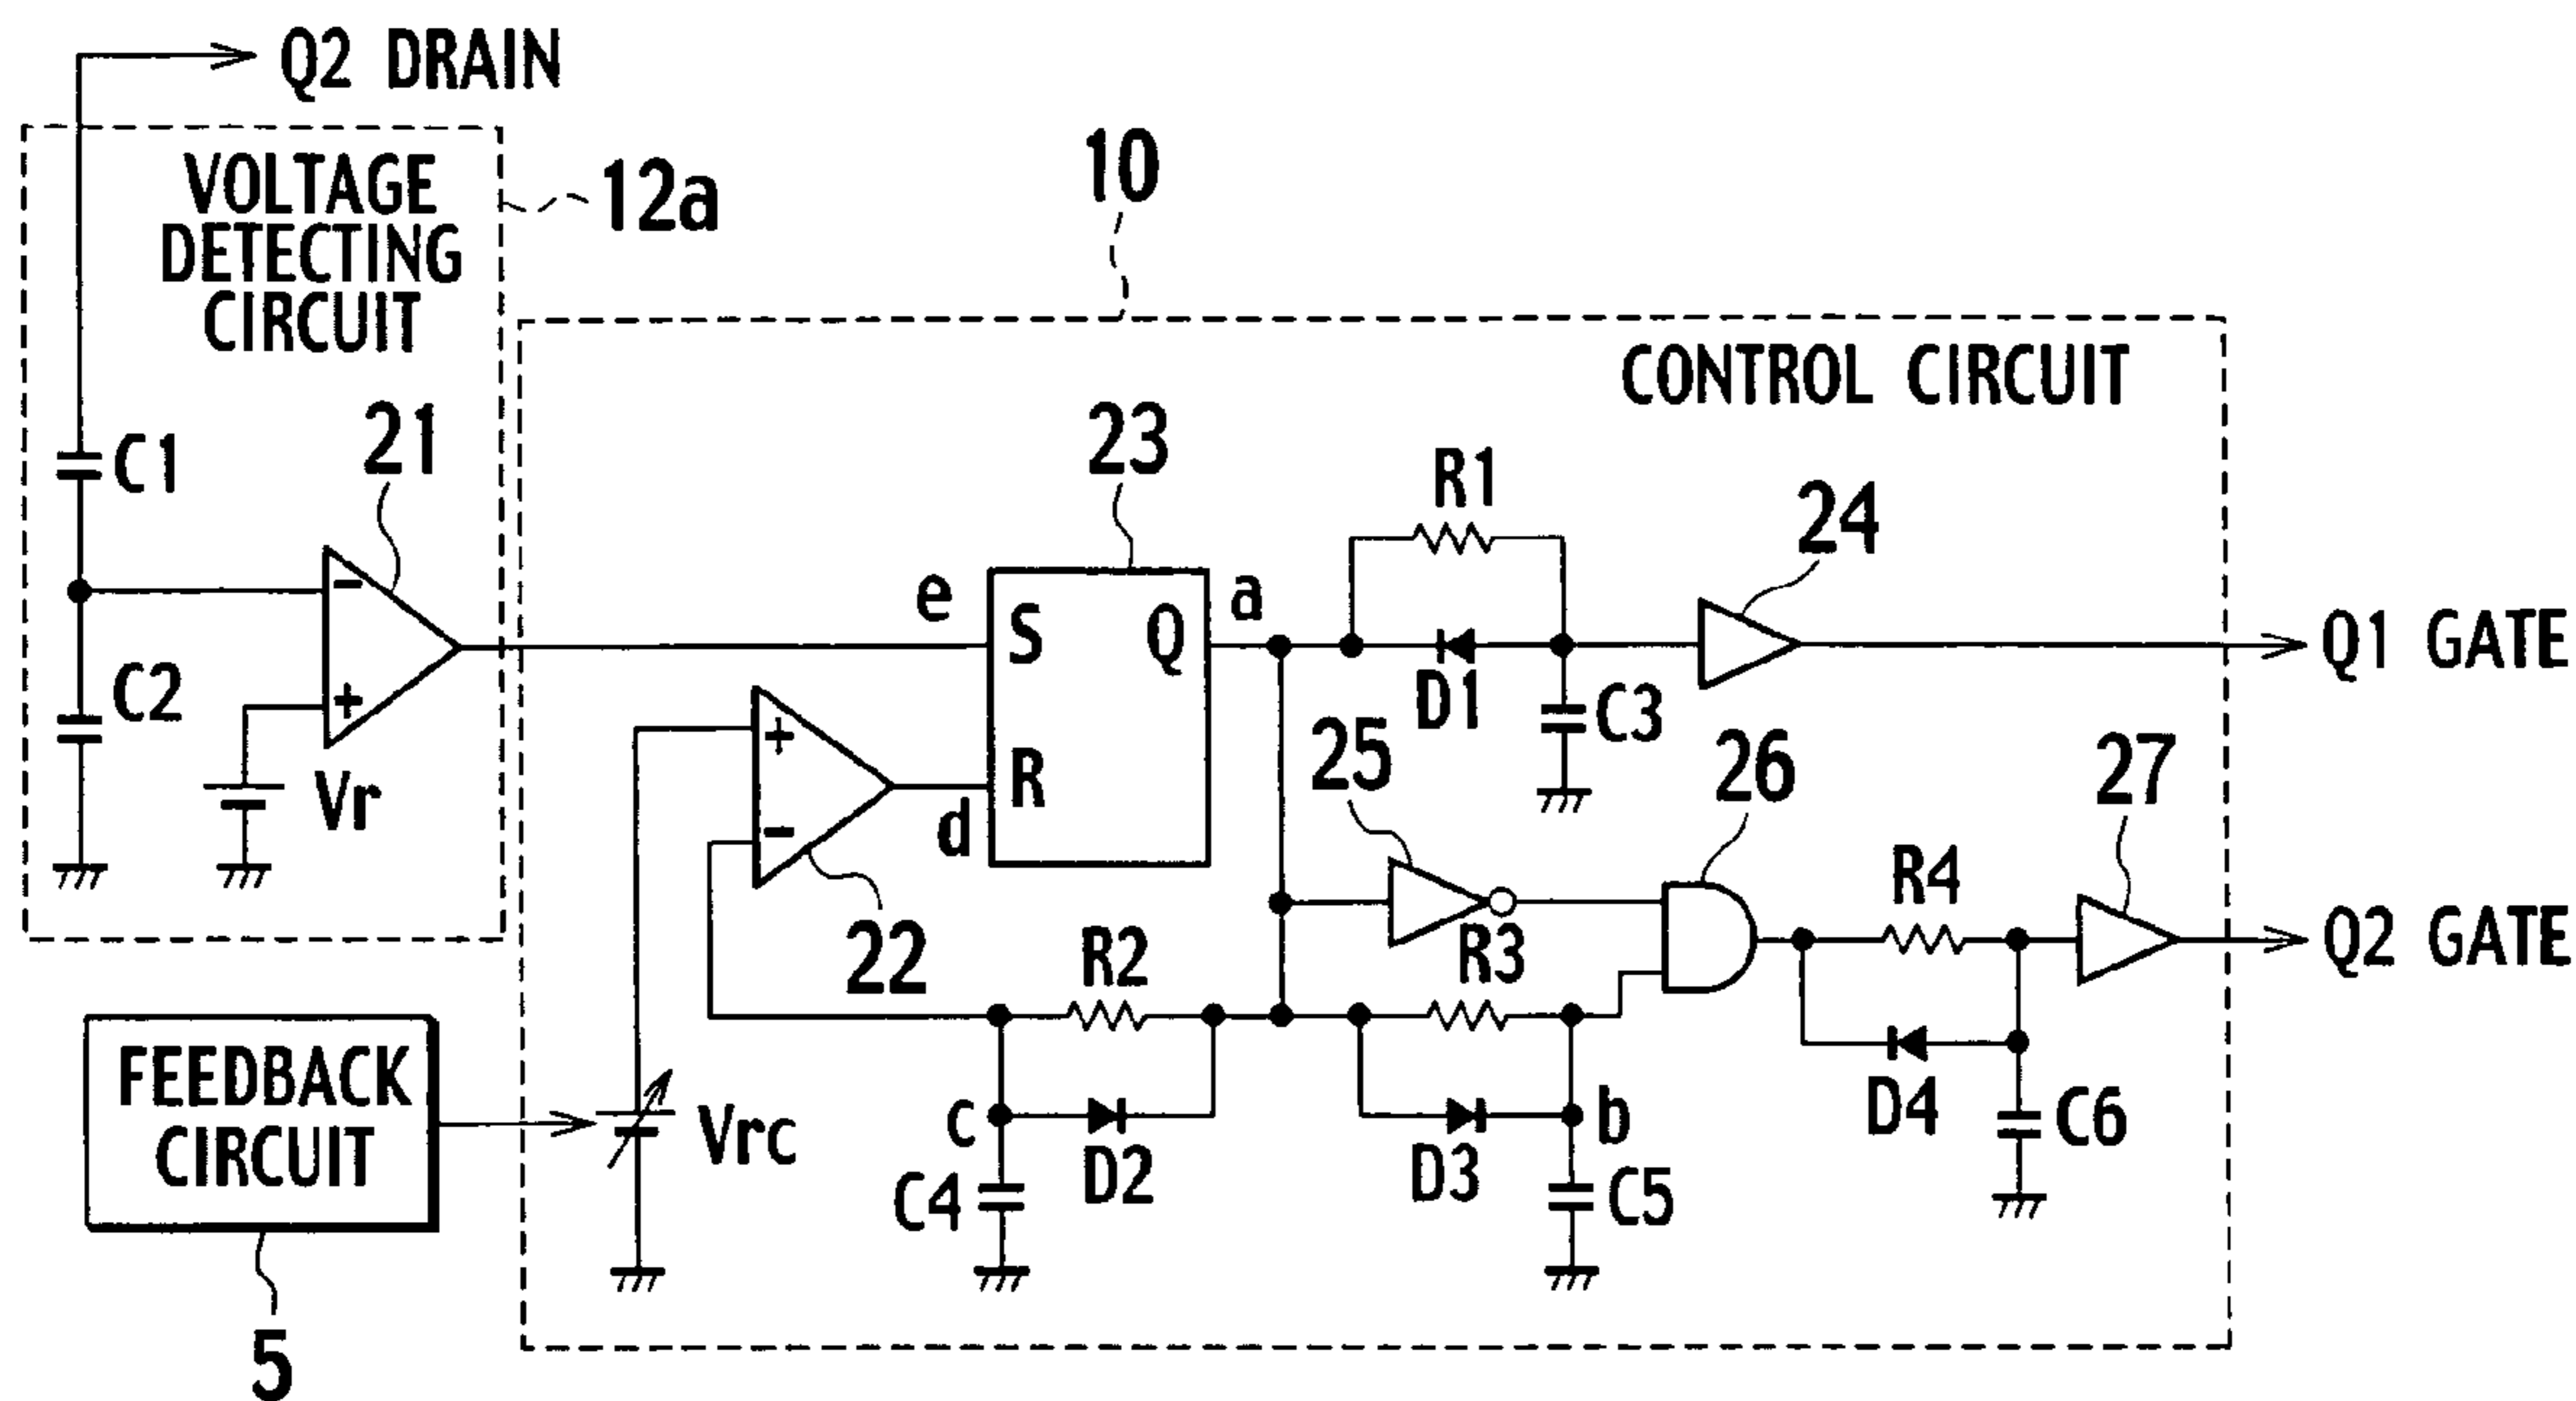 Q2 DRAIN
VOLTAGE
DETECTING
CIRCUIT
12a
10
CONTROL CIRCUIT
C1
21
23
R1
24
-
e
S
Q
a
Q1 GATE
C2
+
D1
C3
Vr
+
R
25
26
27
-
d
22
R2
R3
R4
Q2 GATE
FEEDBACK
CIRCUIT
Vrc
c
D2
D3
b
D4
C6
C4
C5
5